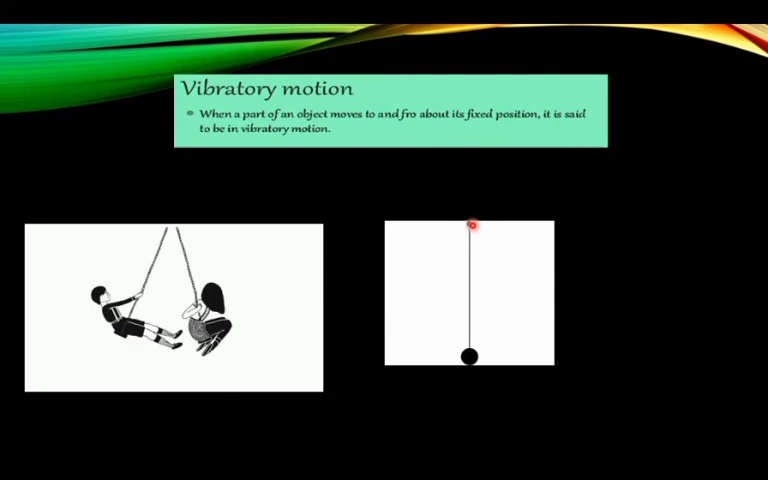 Vibratory motion
When a part of an object moves to and fro about its fixed position, it is said
to be in vibratory motion.